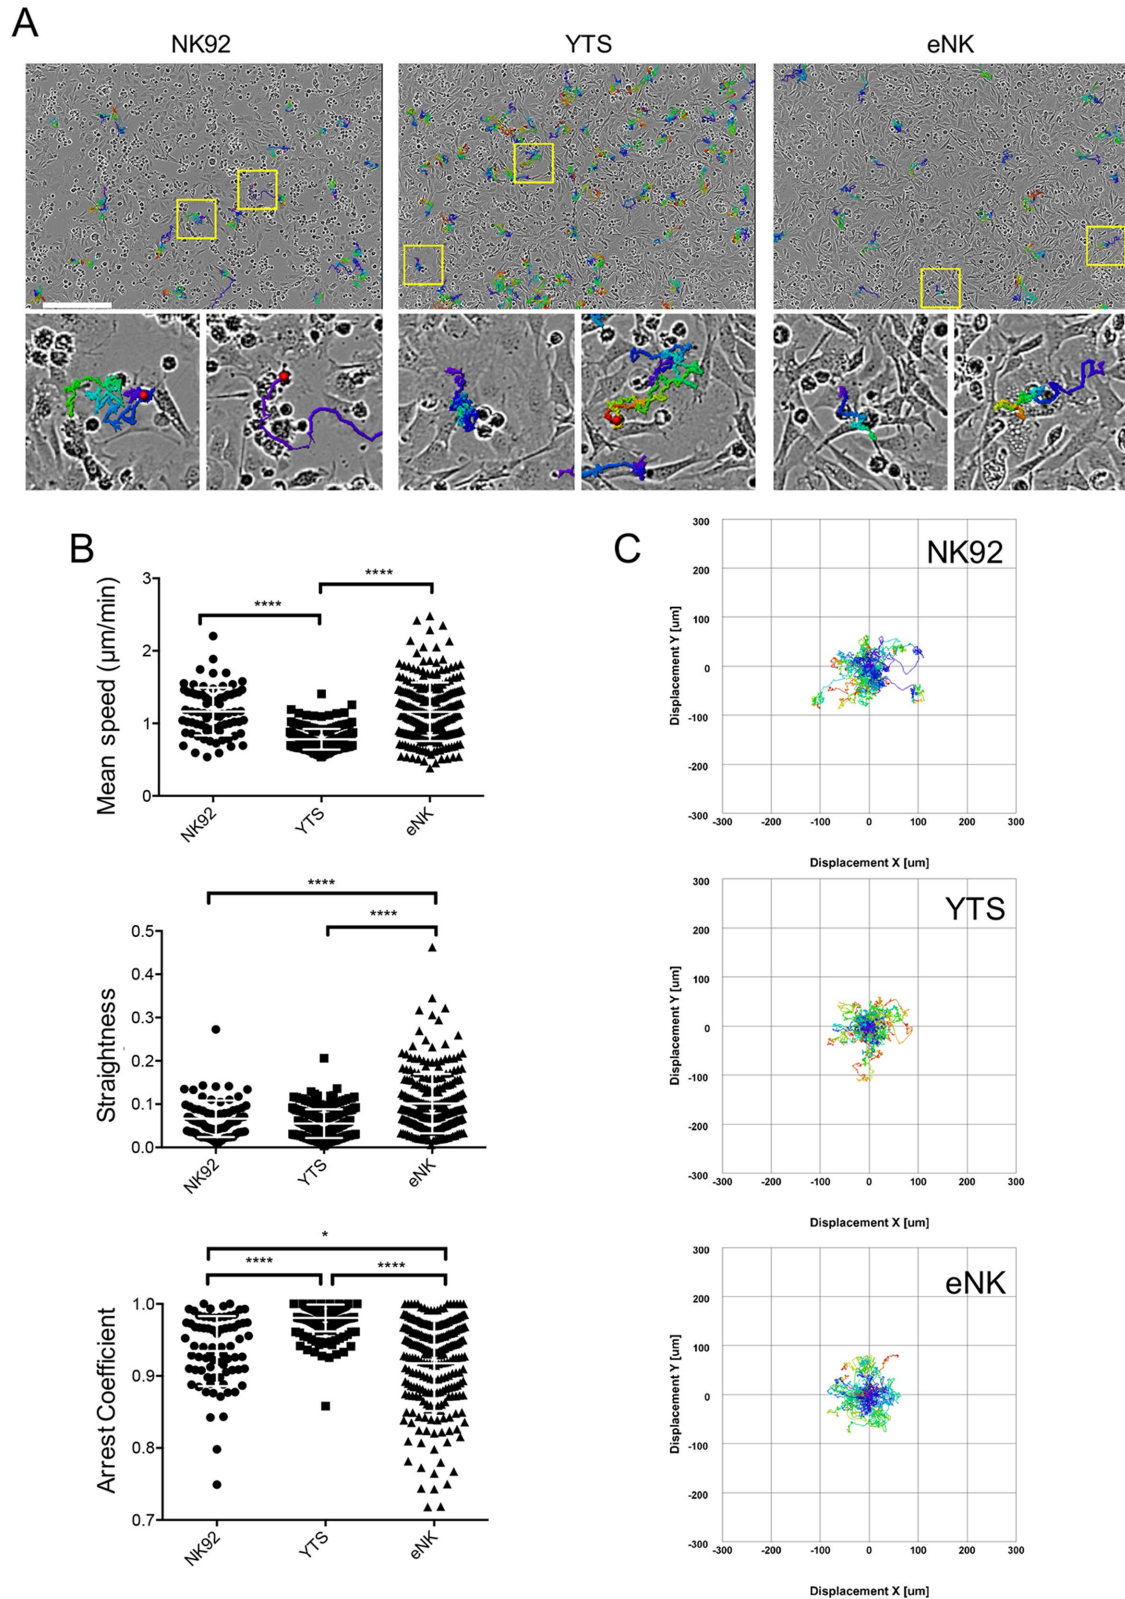 A
NK92 YTS eNK
B
Mean speed (μm/min)
3
2
1
0
****
****
NK92 YTS eNK
Straightness
0.5
0.4
0.3
0.2
0.1
0.0
****
****
NK92 YTS eNK
Arrest Coefficient
1.0
0.9
0.8
0.7
*
**** ****
NK92 YTS eNK
C
NK92
Displacement Y [um]
300
200
100
0
-100
-200
-300
-300 -200 -100 0 100 200 300
Displacement X [um]
YTS
Displacement Y [um]
300
200
100
0
-100
-200
-300
-300 -200 -100 0 100 200 300
Displacement X [um]
eNK
Displacement Y [um]
300
200
100
0
-100
-200
-300
-300 -200 -100 0 100 200 300
Displacement X [um]